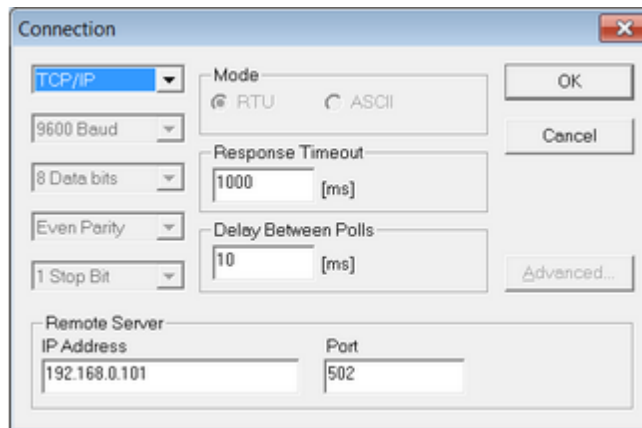 Connection
TCP/IP
9600 Baud
8 Data bits
Even Parity
1 Stop Bit
Mode
RTU ASCII
Response Timeout
1000 [ms]
Delay Between Polls
10 [ms]
OK
Cancel
Advanced...
Remote Server
IP Address Port
192.168.0.101 502